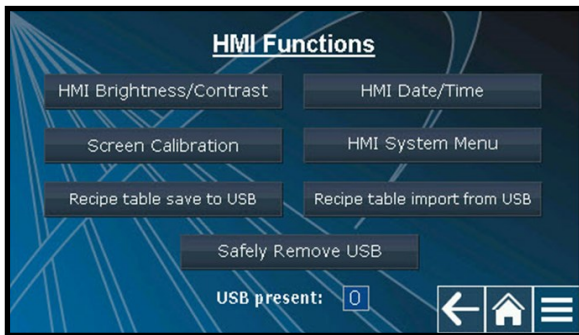 HMI Functions
HMI Brightness/Contrast
HMI Date/Time
Screen Calibration
HMI System Menu
Recipe table save to USB
Recipe table import from USB
Safely Remove USB
USB present: 0